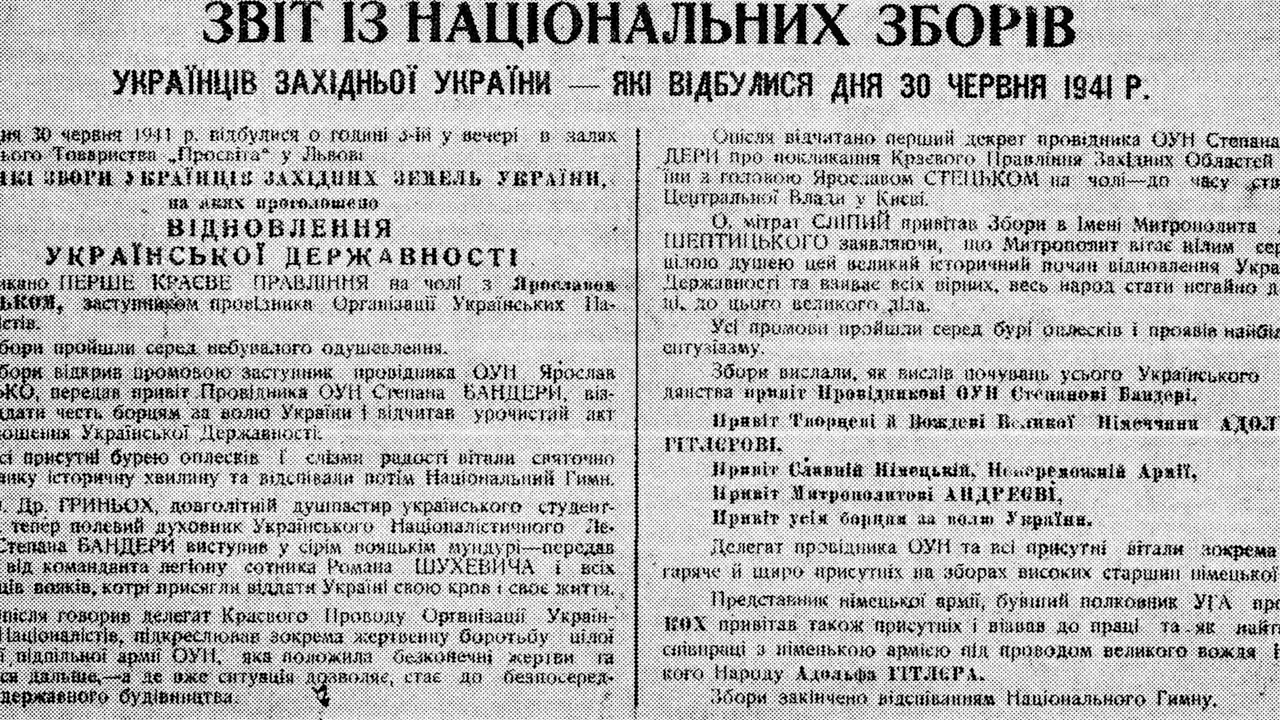 ЗВІТ ІЗ НАЦІОНАЛЬНИХ ЗБОРІВ
УКРАЇНЦІВ ЗАХІДНЬОЇ УКРАЇНИ — ЯКІ ВІДБУЛИСЯ ДНЯ 30 ЧЕРВНЯ 1941 Р.
30 червня 1941 р. відбулися о годині 8-ій у вечері в залях
Товариства „Просвіта“ у Львові
ЗБОРИ УКРАЇНЦІВ ЗАХІДНИХ ЗЕМЕЛЬ УКРАЇНИ,
на яких проголошено
ВІДНОВЛЕННЯ
УКРАЇНСЬКОЇ ДЕРЖАВНОСТІ
ПЕРШЕ КРАЄВЕ ПРАВЛІННЯ на чолі з Ярославом
заступником провідника Організації Українських На-
пройшли серед небувалого одушевлення.
відкрив промовою заступник провідника ОУН Ярослав
передав привіт Провідника ОУН Степана БАНДЕРИ, віз-
честь борцям за волю України і відчитав урочистий акт
Української Державності.
присутні бурею оплесків і слізми радості вітали святочно
історичну хвилину та відспівали потім Національний Гимн.
Др. ГРИНЬОХ, довголітній душпастир українського студент-
тепер полевий духовник Українського Націоналістичного Ле-
Степана БАНДЕРИ виступив у сірім вояцькім мундурі—передав
від команданта легіону сотника Романа ШУХЕВИЧА і всіх
вояків, котрі присягли віддати Україні свою кров і своє життя.
говорив делегат Краєвого Проводу Організації Україн-
Націоналістів, підкреслював зокрема жертвенну боротьбу цілої
підпільної армії ОУН, яка положила безконечні жертви та
дальше,—а де вже ситуація дозволяє, стає до безпосеред-
державного будівництва.
Опісля відчитано перший декрет провідника ОУН Степана
ДЕРИ про покликання Краєвого Правління Західних Областей
з головою Ярославом СТЕЦЬКОМ на чолі—до часу
Центральної Влади у Києві.
О. мітрат СЛІПИЙ привітав Збори в Імені Митрополита
ШЕПТИЦЬКОГО заявляючи, що Митрополит вітає цілим
цілою душею цей великий історичний почин відновлення
Державності та взиває всіх вірних, весь народ стати негайно
до цього великого діла.
Усі промови пройшли серед бурі оплесків і проявів
ентузіазму.
Збори вислали, як вислів почувань усього Українського
привіт Провідникові ОУН Степанові Бандері.
Привіт Творцеві й Вождеві Великої Німеччини АДОЛ
ГІТЛЄРОВІ.
Привіт Славній Німецькій, Непереможній Армії,
Привіт Митрополитові АНДРЕЄВІ,
Привіт усім борцям за волю України.
Делегат провідника ОУН та всі присутні вітали зокрема
гаряче й щиро присутніх на зборах високих старшин німецької
Представник німецької армії, бувший полковник УГА
КОХ привітав також присутніх і візвав до праці та як
співпраці з німецькою армією під проводом великого вождя
кого Народу Адольфа ГІТЛЄРА.
Збори закінчено відспіванням Національного Гимну.